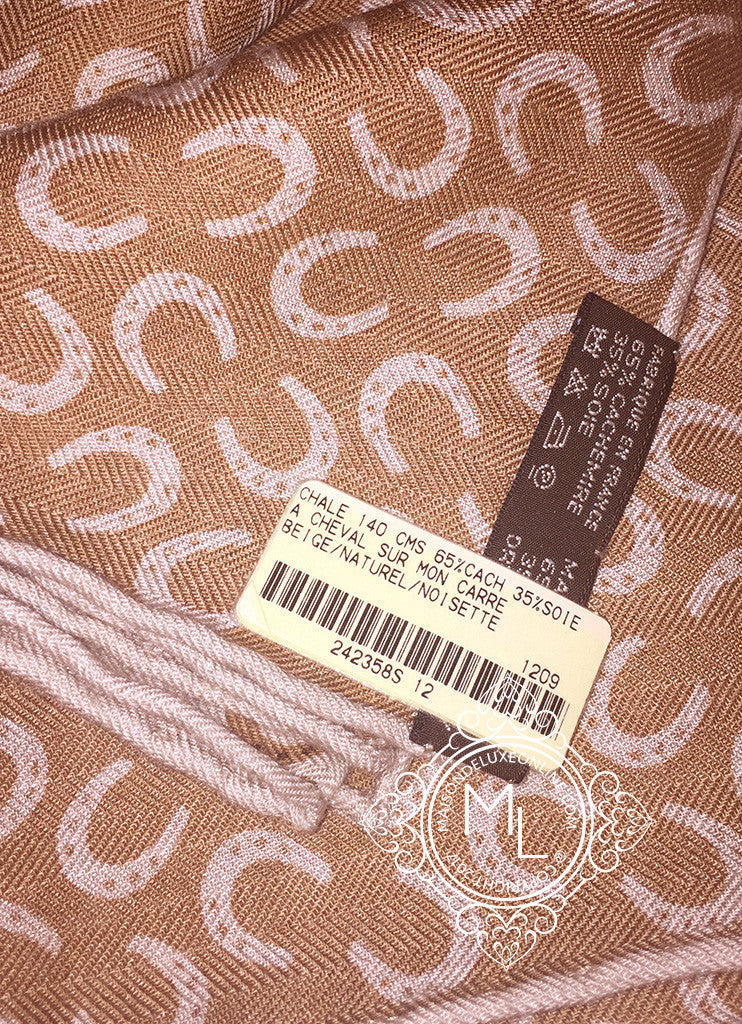 FABRIQUE EN FRANCE
65% CACHEMIRE
35% SOIE
CHALE 140 CMS 65%CACH 35%SOIE
A CHEVAL SUR MON CARRE
BEIGE/NATUREL/NOISETTE
1209
242358S 12
ML